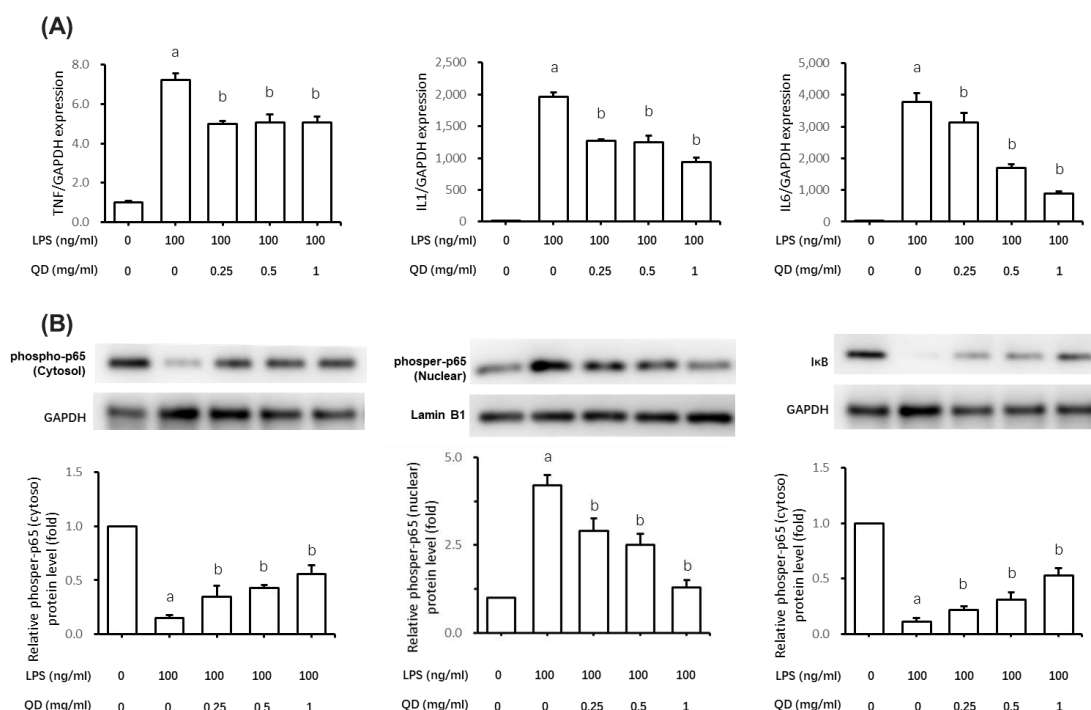 (A)
TNF/GAPDH expression
8.0
6.0
4.0
2.0
0.0
a
b
b
b
LPS (ng/ml) 0 100 100 100 100
QD (mg/ml) 0 0 0.25 0.5 1
IL1/GAPDH expression
2,500
2,000
1,500
1,000
500
0
a
b
b
b
0 100 100 100 100
0 0 0.25 0.5 1
LPS (ng/ml)
QD (mg/ml)
IL6/GAPDH expression
5,000
4,000
3,000
2,000
1,000
0
a
b
b
b
LPS (ng/ml) 0 100 100 100 100
QD (mg/ml) 0 0 0.25 0.5 1
(B)
phospho-p65
(Cytosol)
GAPDH
Relative phosper-p65 (cytoso)
protein level (fold)
1.5
1.0
0.5
0.0
a
b
b
b
LPS (ng/ml) 0 100 100 100 100
QD (mg/ml) 0 0 0.25 0.5 1
phosper-p65
(Nuclear)
Lamin B1
Relative phosper-p65 (nuclear)
protein level (fold)
5.0
2.5
0.0
a
b
b
b
LPS (ng/ml) 0 100 100 100 100
QD (mg/ml) 0 0 0.25 0.5 1
IκB
GAPDH
Relative phosper-p65 (cytoso)
protein level (fold)
1.5
1.0
0.5
0.0
a
b
b
b
LPS (ng/ml) 0 100 100 100 100
QD (mg/ml) 0 0 0.25 0.5 1